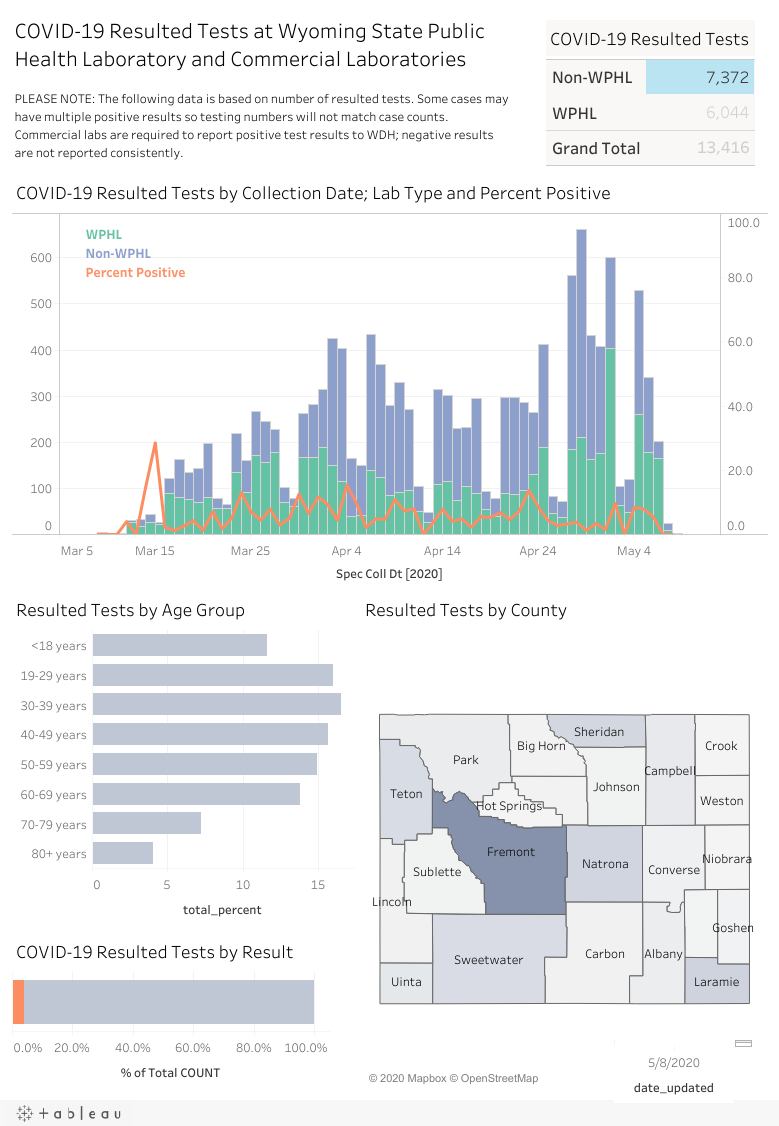 COVID-19 Resulted Tests at Wyoming State Public
Health Laboratory and Commercial Laboratories
PLEASE NOTE: The following data is based on number of resulted tests. Some cases may
have multiple positive results so testing numbers will not match case counts.
Commercial labs are required to report positive test results to WDH; negative results
are not reported consistently.
COVID-19 Resulted Tests
Non-WPHL 7,372
WPHL 6,044
Grand Total 13,416
COVID-19 Resulted Tests by Collection Date; Lab Type and Percent Positive
WPHL
Non-WPHL
Percent Positive
600
500
400
300
200
100
0
100.0
80.0
60.0
40.0
20.0
0.0
Mar 5 Mar 15 Mar 25 Apr 4 Apr 14 Apr 24 May 4
Spec Coll Dt [2020]
Resulted Tests by Age Group
<18 years
19-29 years
30-39 years
40-49 years
50-59 years
60-69 years
70-79 years
80+ years
0 5 10 15
total_percent
COVID-19 Resulted Tests by Result
0.0% 20.0% 40.0% 60.0% 80.0% 100.0%
% of Total COUNT
Resulted Tests by County
Sheridan
Big Horn
Crook
Park
Campbell
Johnson
Teton
Weston
Hot Springs
Fremont
Natrona
Niobrara
Converse
Sublette
Lincoln
Goshen
Carbon
Albany
Sweetwater
Uinta
Laramie
© 2020 Mapbox © OpenStreetMap
5/8/2020
date_updated
+ a b l e a u